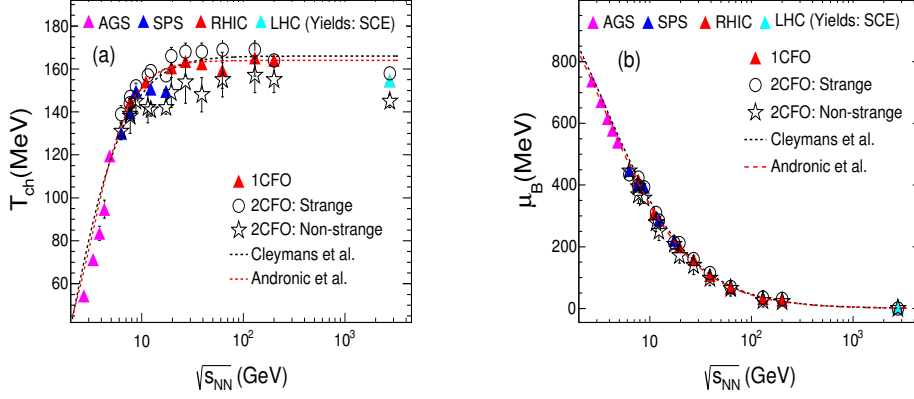 AGS SPS RHIC LHC (Yields: SCE)
(a)
T_ch (MeV)
180
160
140
120
100
80
60
1CFO
2CFO: Strange
2CFO: Non-strange
Cleymans et al.
Andronic et al.
10 10² 10³
√s_NN (GeV)
AGS SPS RHIC LHC (Yields: SCE)
(b)
μ_B (MeV)
800
600
400
200
0
1CFO
2CFO: Strange
2CFO: Non-strange
Cleymans et al.
Andronic et al.
10 10² 10³
√s_NN (GeV)